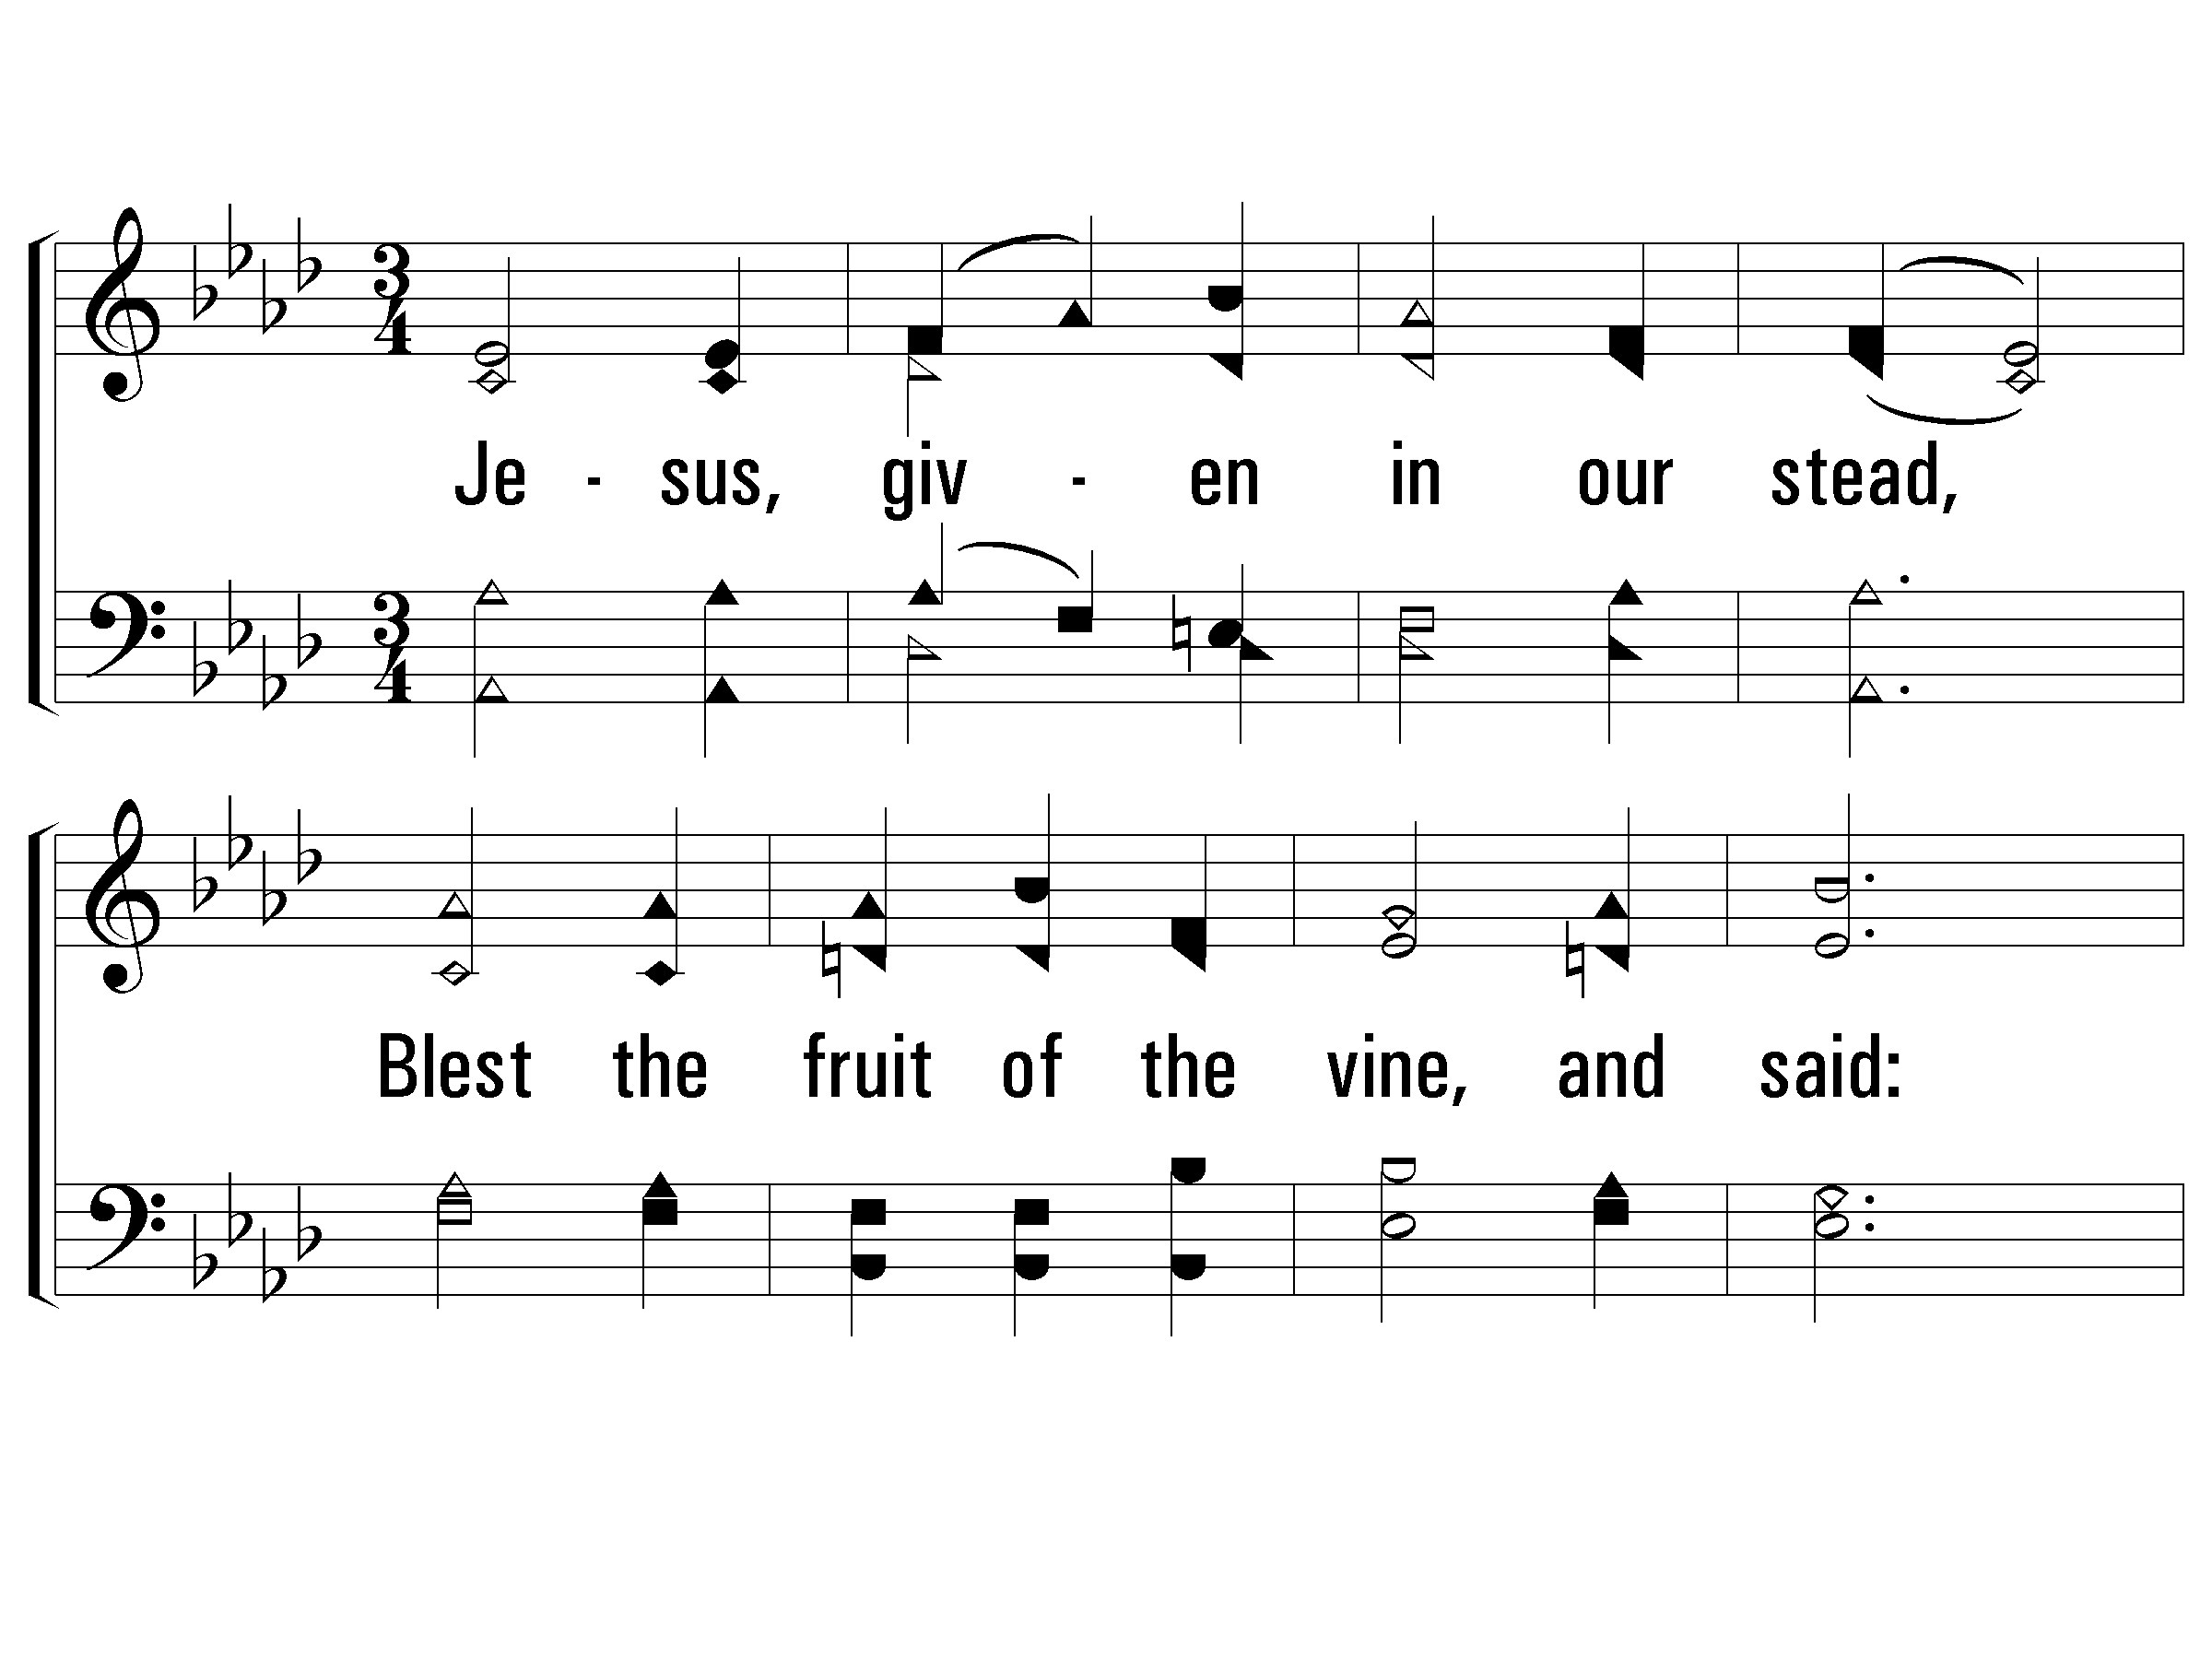 Je - sus, giv - en in our stead,
Blest the fruit of the vine, and said: